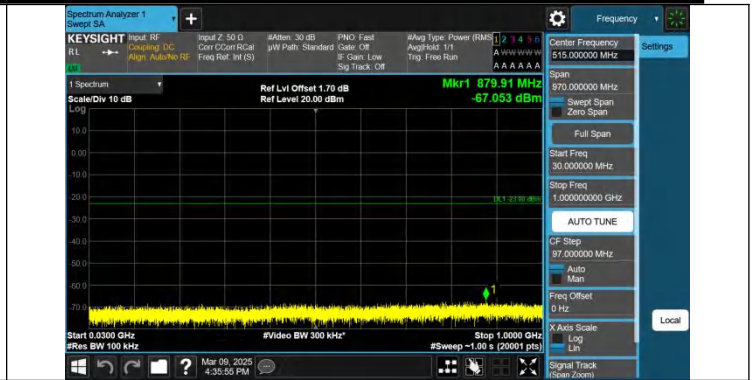 Spectrum Analyzer 1
Swept SA
Frequency
KEYSIGHT
RL
Input: RF
Coupling: DC
Align: Auto/No RF
Input Z: 50 Ω
Corr CCorr RCal
Freq Ref: Int (S)
#Atten: 30 dB
µW Path: Standard
PNO: Fast
Gate: Off
IF Gain: Low
Sig Track: Off
#Avg Type: Power (RMS
Avg|Hold: 1/1
Trig: Free Run
1 2 3 4 5 6
A W W W W W
A A A A A A
1 Spectrum
Scale/Div 10 dB
Log
Ref Lvl Offset 1.70 dB
Ref Level 20.00 dBm
Mkr1 879.91 MHz
-67.053 dBm
10.0
0.00
-10.0
-20.0
-30.0
-40.0
-50.0
-60.0
-70.0
DL1 -23.00 dBm
1
Start 0.0300 GHz
#Res BW 100 kHz
#Video BW 300 kHz*
Stop 1.0000 GHz
#Sweep ~1.00 s (20001 pts)
Mar 09, 2025
4:35:55 PM
Center Frequency
515.000000 MHz
Settings
Span
970.000000 MHz
Swept Span
Zero Span
Full Span
Start Freq
30.000000 MHz
Stop Freq
1.000000000 GHz
AUTO TUNE
CF Step
97.000000 MHz
Auto
Man
Freq Offset
0 Hz
X Axis Scale
Log
Lin
Local
Signal Track
(Span Zoom)